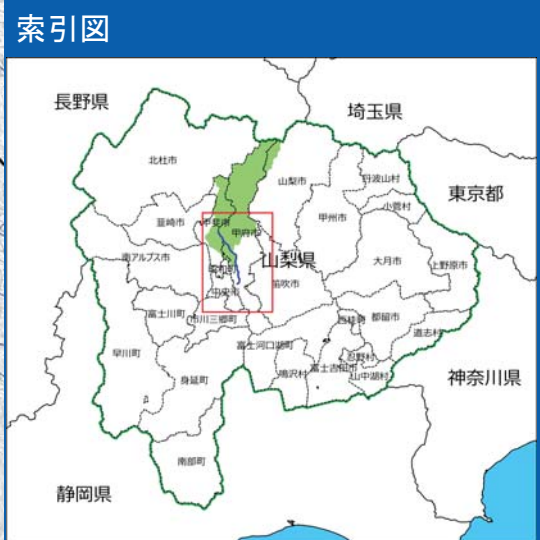 索引図
長野県
埼玉県
北杜市
山梨市
丹波山村
東京都
小菅村
甲州市
韮崎市
甲斐市
甲府市
南アルプス市
山梨県
大月市
上野原市
昭和町
笛吹市
中央市
富士川町
市川三郷町
西桂町
都留市
道志村
富士河口湖町
早川町
忍野村
鳴沢村
富士吉田市
山中湖村
身延町
神奈川県
南部町
静岡県